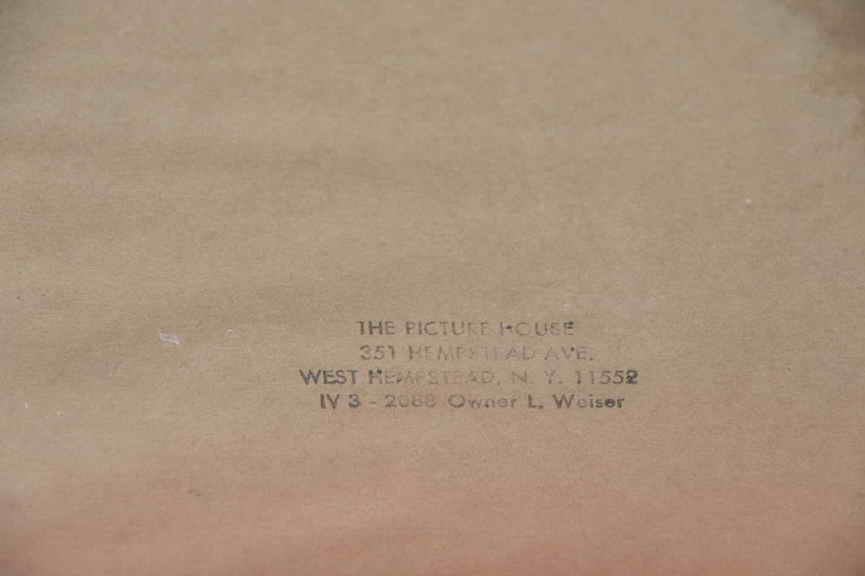 THE PICTURE HOUSE
351 HEMPSTEAD AVE.
WEST HEMPSTEAD, N. Y. 11552
IV 3 - 2088 Owner L. Weiser